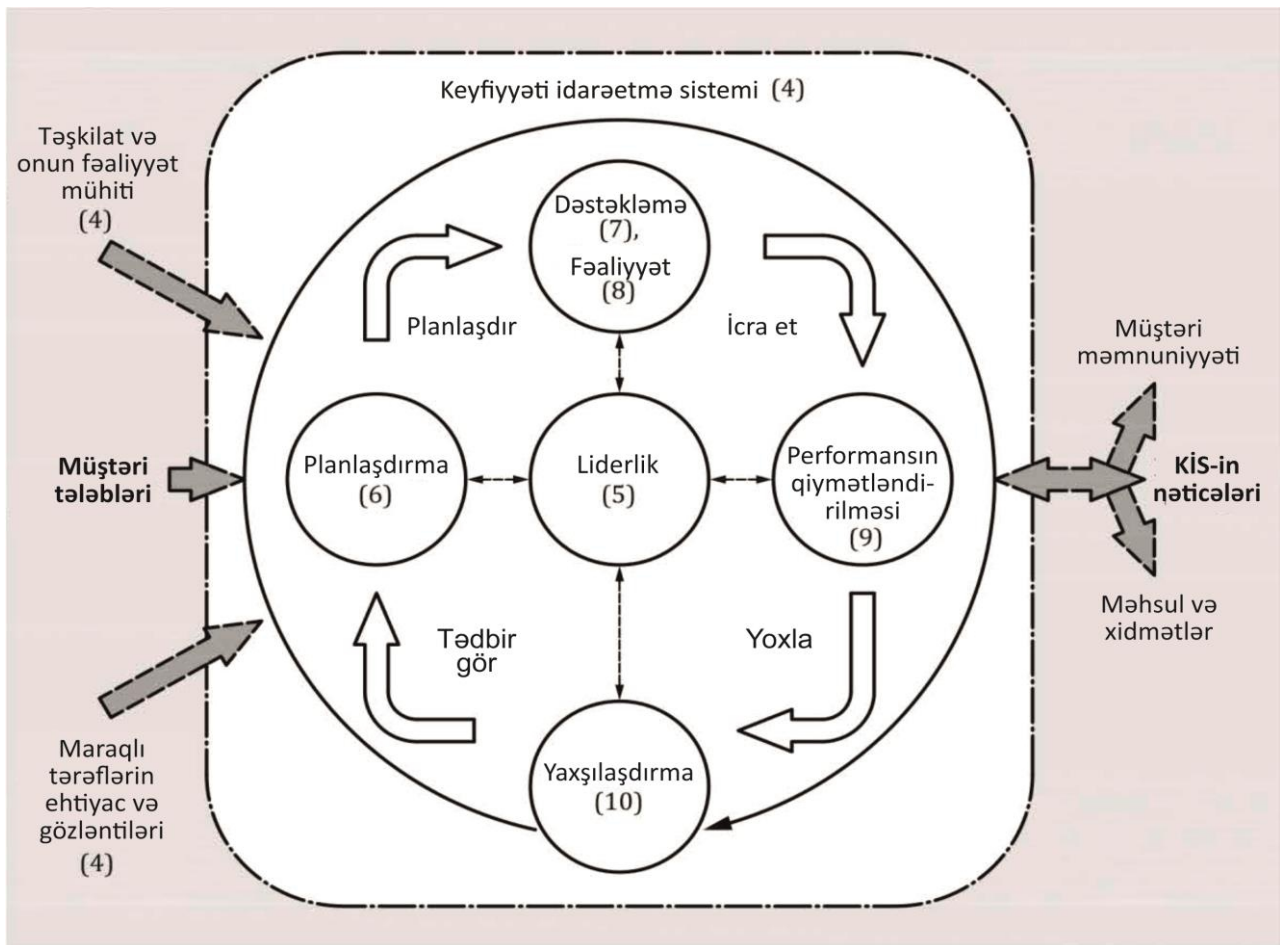 Keyfiyyəti idarəetmə sistemi (4)
Təşkilat və
onun fəaliyyət
mühiti
(4)
Dəstəkləmə
(7),
Fəaliyyət
(8)
Planlaşdır
İcra et
Müştəri
məmnuniyyəti
Müştəri
tələbləri
Planlaşdırma
(6)
Liderlik
(5)
Performansın
qiymətləndi-
rilməsi
(9)
KİS-in
nəticələri
Tədbir
gör
Yoxla
Məhsul və
xidmətlər
Maraqlı
tərəflərin
ehtiyac və
gözləntiləri
(4)
Yaxşılaşdırma
(10)